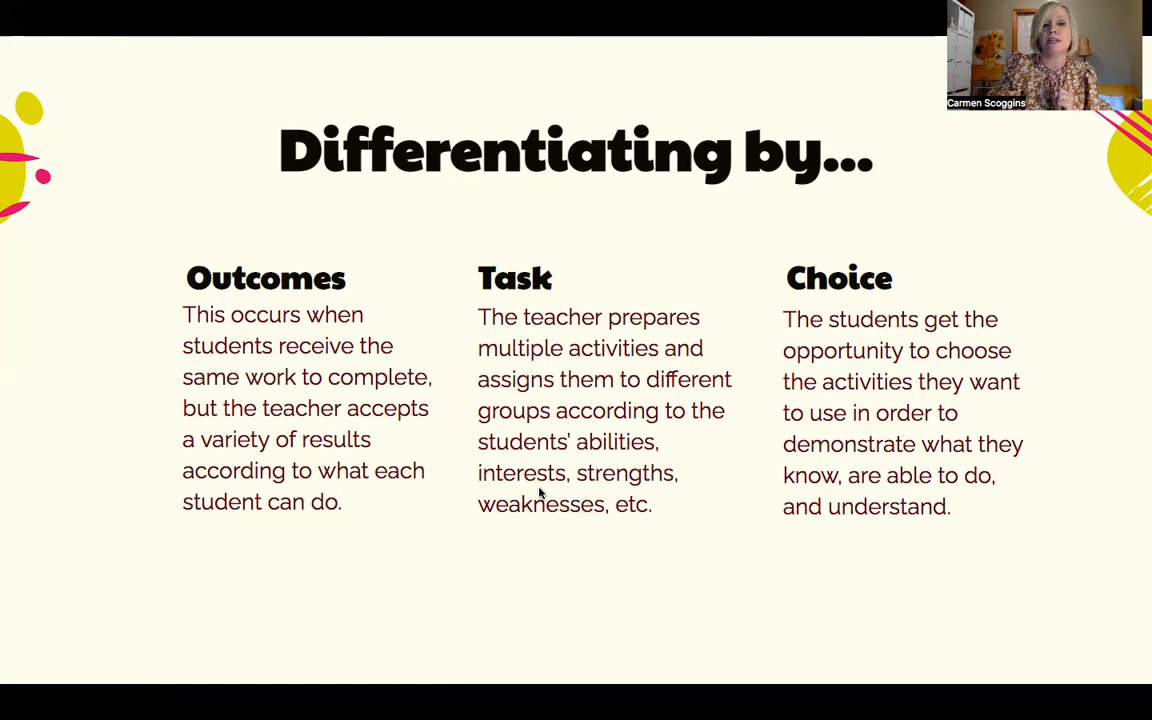 Carmen Scoggins
Differentiating by...
Outcomes
This occurs when
students receive the
same work to complete,
but the teacher accepts
a variety of results
according to what each
student can do.
Task
The teacher prepares
multiple activities and
assigns them to different
groups according to the
students' abilities,
interests, strengths,
weaknesses, etc.
Choice
The students get the
opportunity to choose
the activities they want
to use in order to
demonstrate what they
know, are able to do,
and understand.